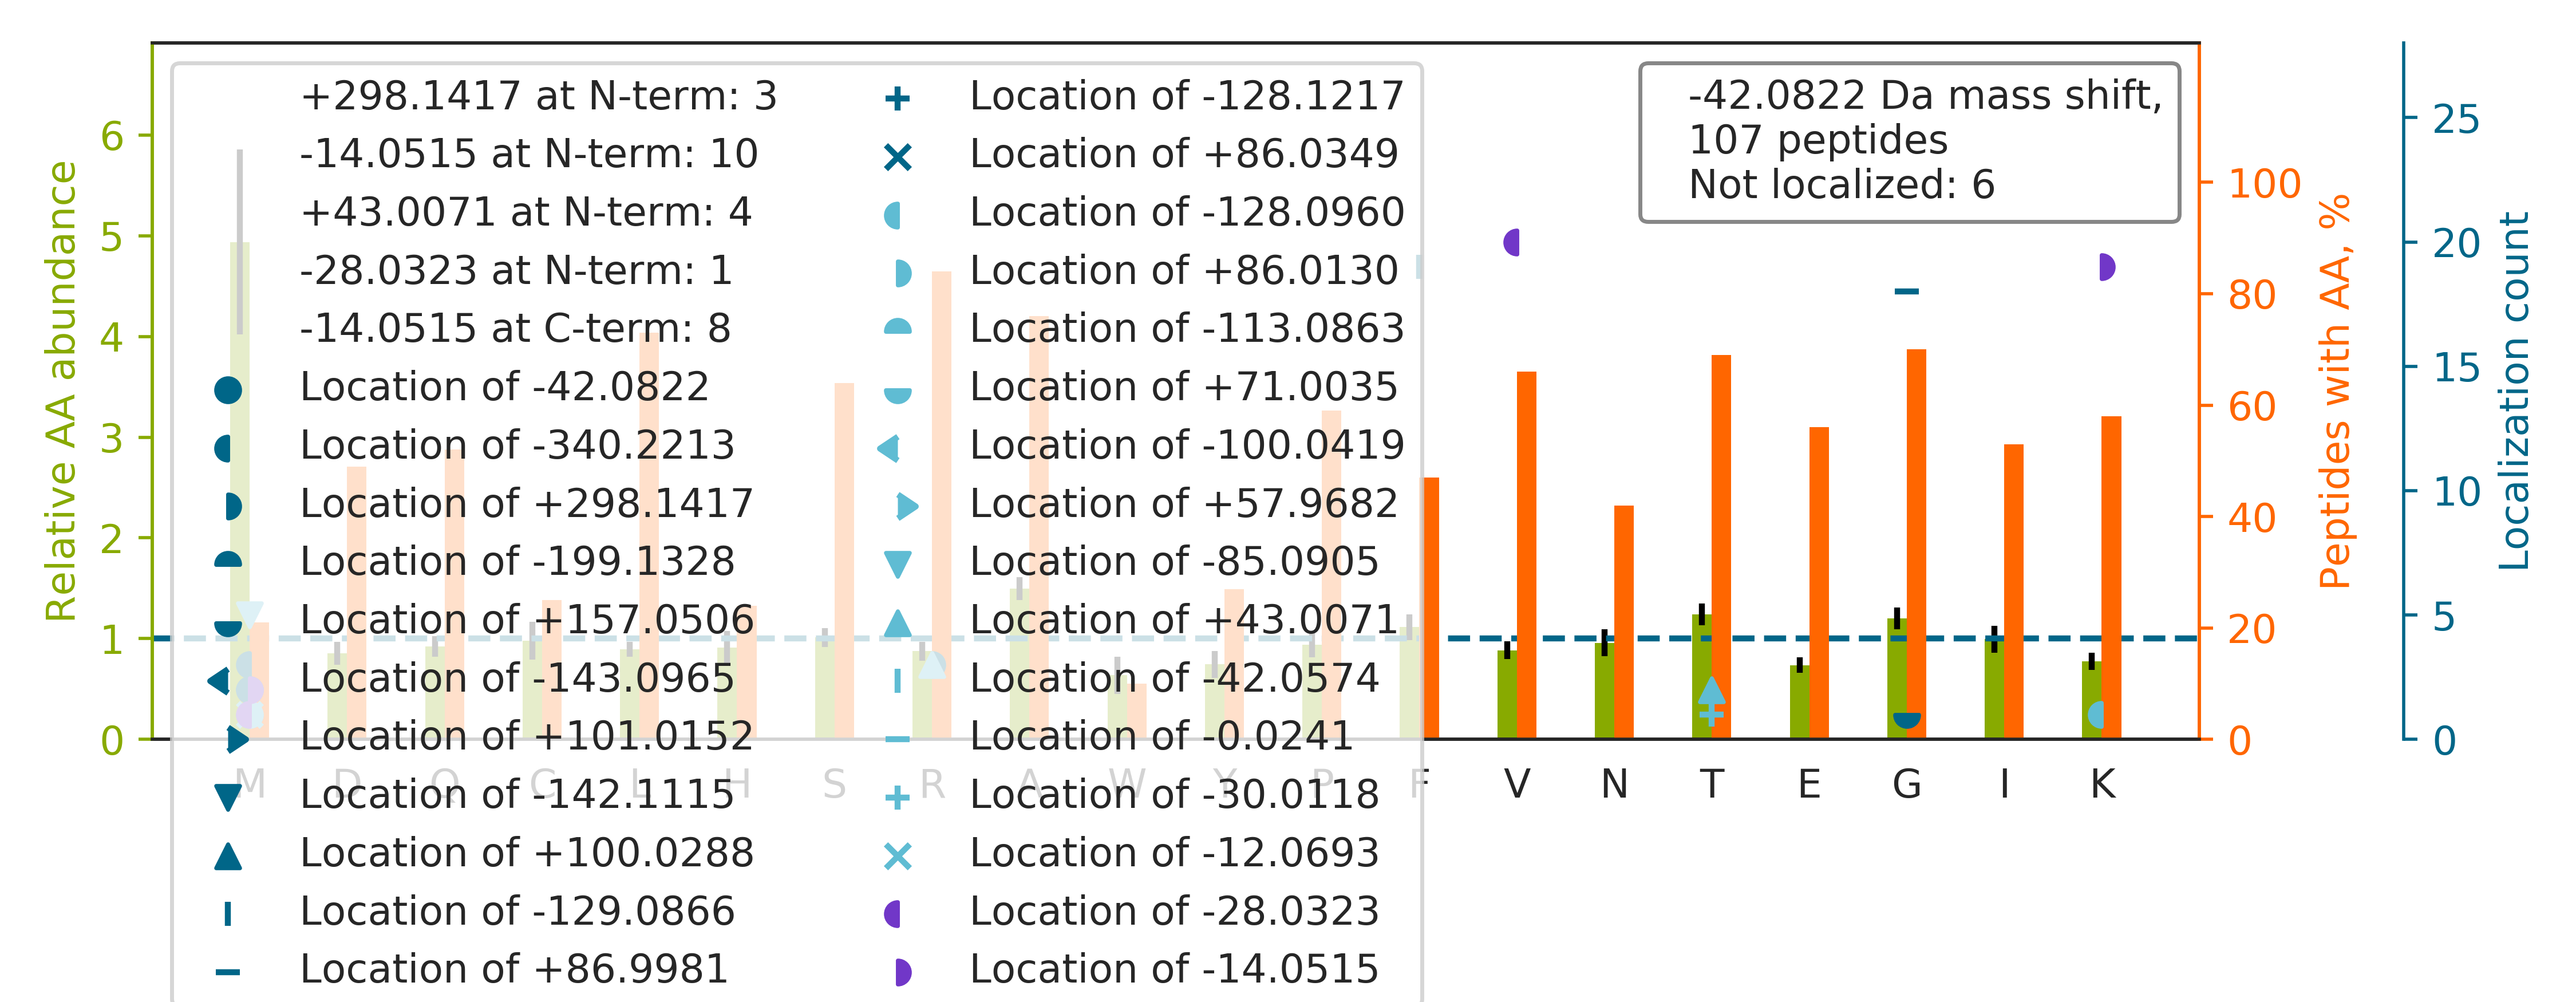 +298.1417 at N-term: 3
-14.0515 at N-term: 10
+43.0071 at N-term: 4
-28.0323 at N-term: 1
-14.0515 at C-term: 8
Location of -42.0822
Location of -340.2213
Location of +298.1417
Location of -199.1328
Location of +157.0506
Location of -143.0965
Location of +101.0152
Location of -142.1115
Location of +100.0288
Location of -129.0866
Location of +86.9981
Location of -128.1217
Location of +86.0349
Location of -128.0960
Location of +86.0130
Location of -113.0863
Location of +71.0035
Location of -100.0419
Location of +57.9682
Location of -85.0905
Location of +43.0071
Location of -42.0574
Location of -0.0241
Location of -30.0118
Location of -12.0693
Location of -28.0323
Location of -14.0515
-42.0822 Da mass shift,
107 peptides
Not localized: 6
Relative AA abundance
6
5
4
3
2
1
0
M D Q C L H S R A W Y P F V N T E G I K
100
80
60
40
20
0
Peptides with AA, %
25
20
15
10
5
0
Localization count